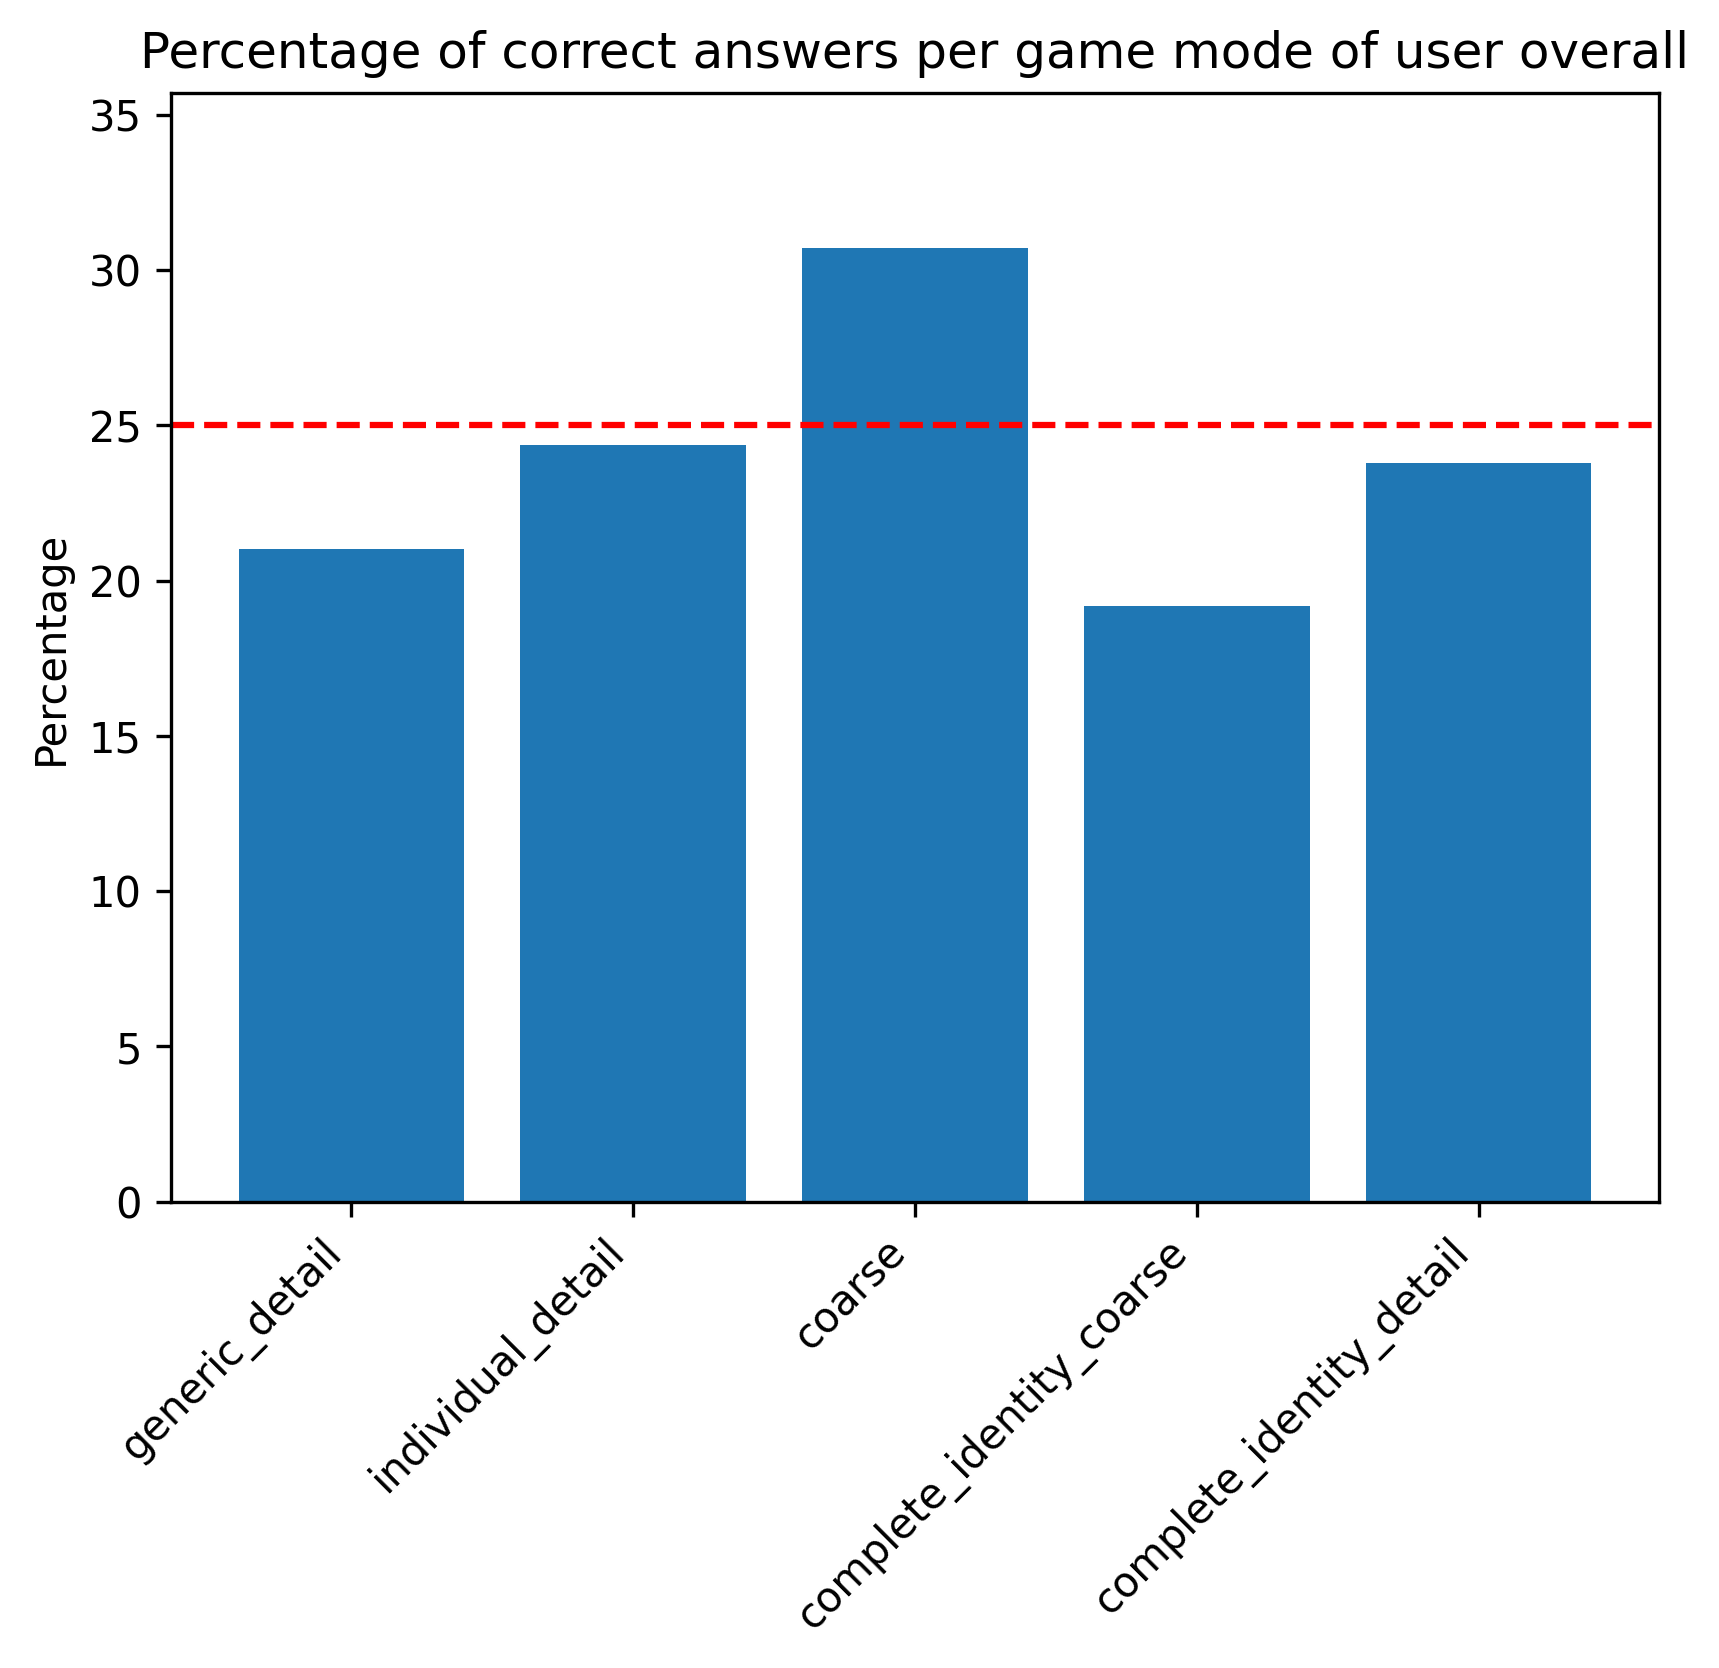 Percentage of correct answers per game mode of user overall
Percentage
35
30
25
20
15
10
5
0
generic_detail
individual_detail
coarse
complete_identity_coarse
complete_identity_detail